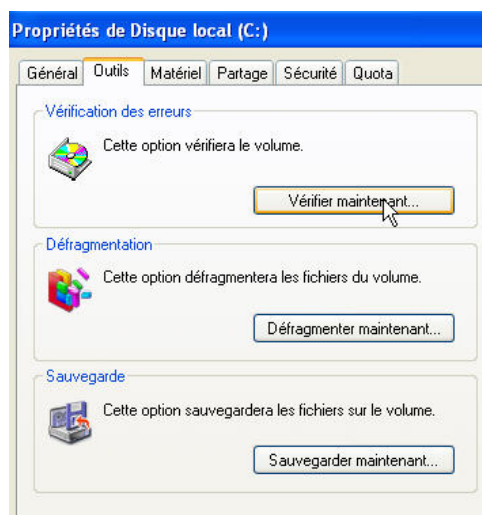 Propriétés de Disque local (C:)
Général Outils Matériel Partage Sécurité Quota
Vérification des erreurs
Cette option vérifiera le volume.
Vérifier maintenant...
Défragmentation
Cette option défragmentera les fichiers du volume.
Défragmenter maintenant...
Sauvegarde
Cette option sauvegardera les fichiers sur le volume.
Sauvegarder maintenant...